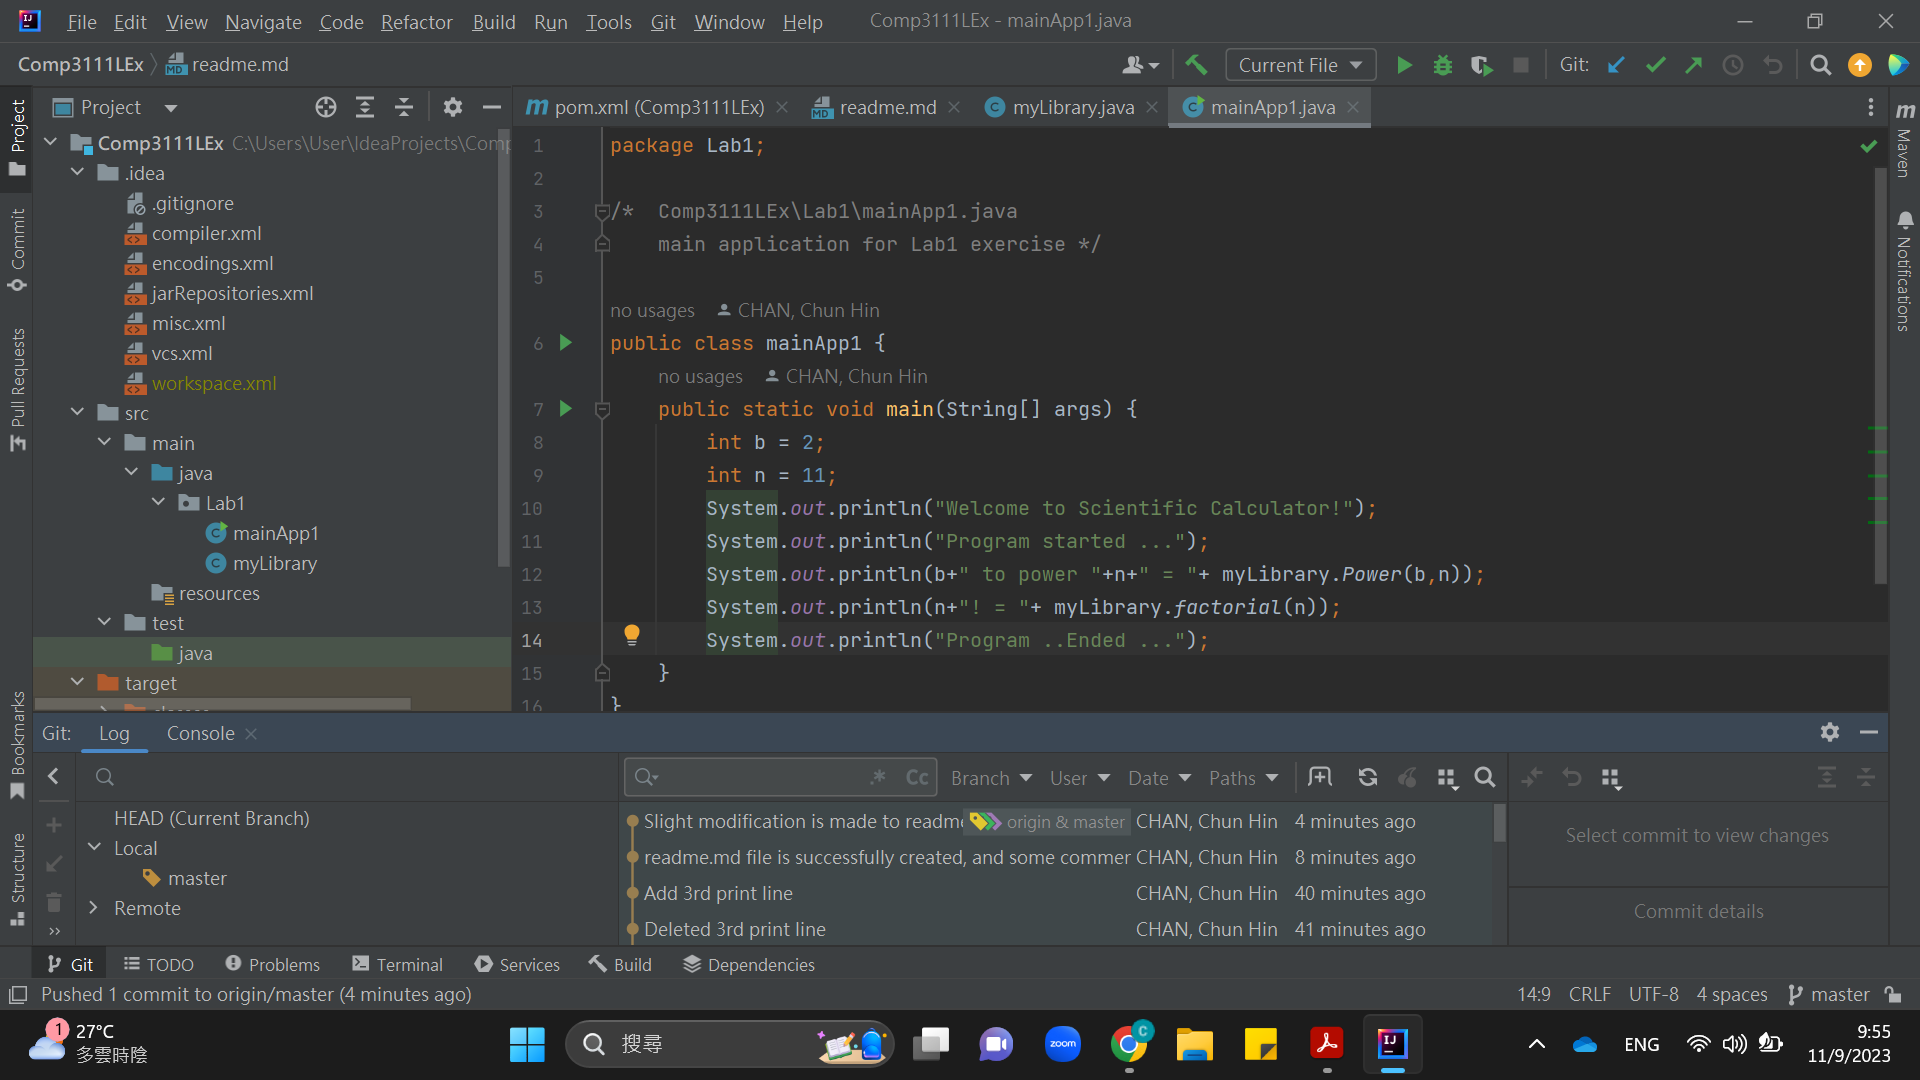 File Edit View Navigate Code Refactor Build Run Tools Git Window Help Comp3111LEx - mainApp1.java
Comp3111LEx readme.md Current File Git:
Project
pom.xml (Comp3111LEx) readme.md myLibrary.java mainApp1.java
Project
Commit
Pull Requests
Bookmarks
Structure
Comp3111LEx C:\Users\User\IdeaProjects\Comp
.idea
.gitignore
compiler.xml
encodings.xml
jarRepositories.xml
misc.xml
vcs.xml
workspace.xml
src
main
java
Lab1
mainApp1
myLibrary
resources
test
java
target
1 package Lab1;
2
3 /* Comp3111LEx\Lab1\mainApp1.java
4 main application for Lab1 exercise */
5
no usages CHAN, Chun Hin
6 public class mainApp1 {
no usages CHAN, Chun Hin
7 public static void main(String[] args) {
8 int b = 2;
9 int n = 11;
10 System.out.println("Welcome to Scientific Calculator!");
11 System.out.println("Program started ...");
12 System.out.println(b+" to power "+n+" = "+ myLibrary.Power(b,n));
13 System.out.println(n+"! = "+ myLibrary.factorial(n));
14 System.out.println("Program ..Ended ...");
15 }
16 }
Maven
Notifications
Git: Log Console
.* Cc Branch User Date Paths
HEAD (Current Branch)
Local
master
Remote
Slight modification is made to readme origin & master CHAN, Chun Hin 4 minutes ago
readme.md file is successfully created, and some commer CHAN, Chun Hin 8 minutes ago
Add 3rd print line CHAN, Chun Hin 40 minutes ago
Deleted 3rd print line CHAN, Chun Hin 41 minutes ago
Select commit to view changes
Commit details
Git TODO Problems Terminal Services Build Dependencies
Pushed 1 commit to origin/master (4 minutes ago) 14:9 CRLF UTF-8 4 spaces master
1
27°C
多雲時陰
搜尋
zoom
C
IJ
ENG
9:55
11/9/2023